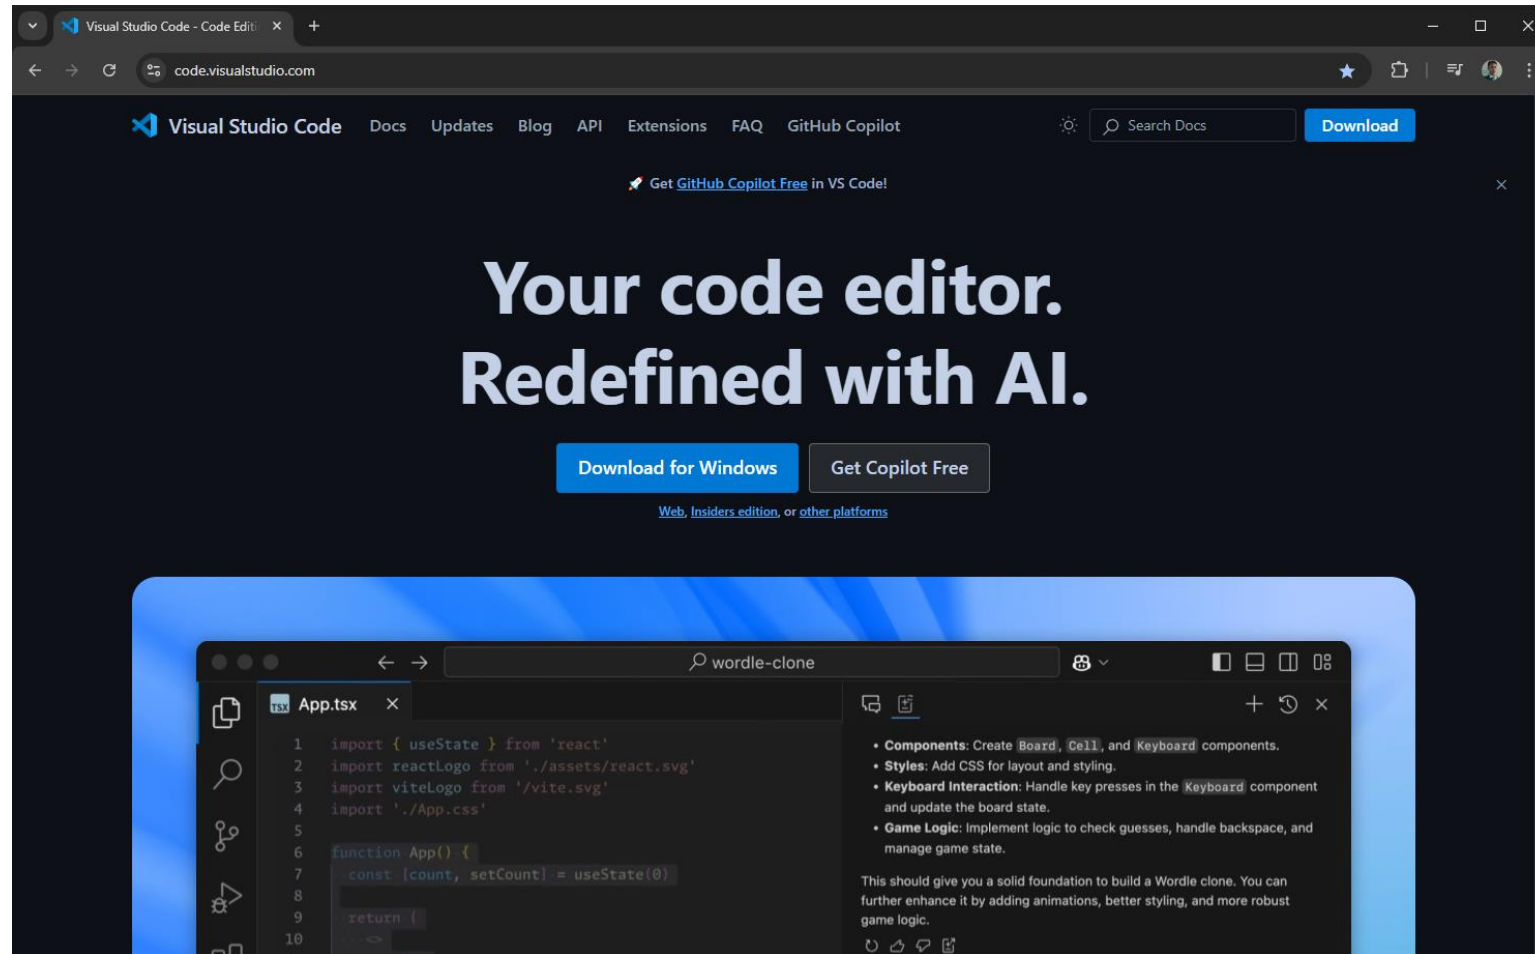 Visual Studio Code - Code Editi
code.visualstudio.com
Visual Studio Code Docs Updates Blog API Extensions FAQ GitHub Copilot Search Docs Download
🚀 Get GitHub Copilot Free in VS Code!
Your code editor.
Redefined with AI.
Download for Windows Get Copilot Free
Web, Insiders edition, or other platforms
wordle-clone
TSX App.tsx
1 import { useState } from 'react'
2 import reactLogo from './assets/react.svg'
3 import viteLogo from '/vite.svg'
4 import './App.css'
5
6 function App() {
7 const [count, setCount] = useState(0)
8
9 return (
10 <>
• Components: Create Board, Cell, and Keyboard components.
• Styles: Add CSS for layout and styling.
• Keyboard Interaction: Handle key presses in the Keyboard component
and update the board state.
• Game Logic: Implement logic to check guesses, handle backspace, and
manage game state.
This should give you a solid foundation to build a Wordle clone. You can
further enhance it by adding animations, better styling, and more robust
game logic.